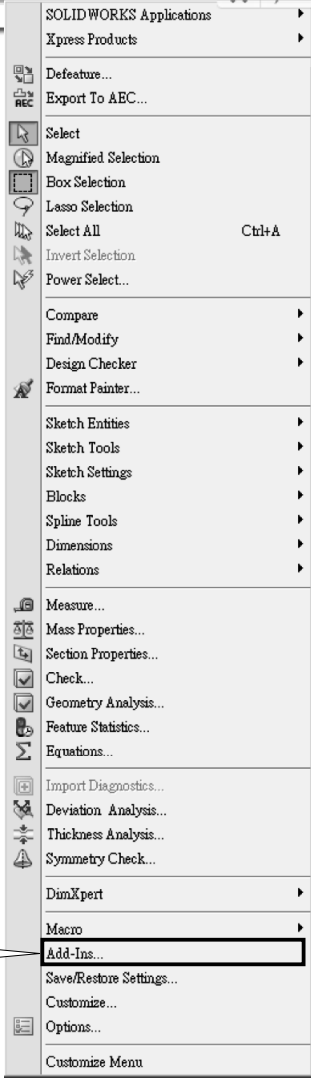 SOLIDWORKS Applications
Xpress Products
Defeature...
AEC Export To AEC...
Select
Magnified Selection
Box Selection
Lasso Selection
Select All Ctrl+A
Invert Selection
Power Select...
Compare
Find/Modify
Design Checker
Format Painter...
Sketch Entities
Sketch Tools
Sketch Settings
Blocks
Spline Tools
Dimensions
Relations
Measure...
Mass Properties...
Section Properties...
Check...
Geometry Analysis...
Feature Statistics...
Σ Equations...
Import Diagnostics...
Deviation Analysis...
Thickness Analysis...
Symmetry Check...
DimXpert
Macro
Add-Ins...
Save/Restore Settings...
Customize...
Options...
Customize Menu